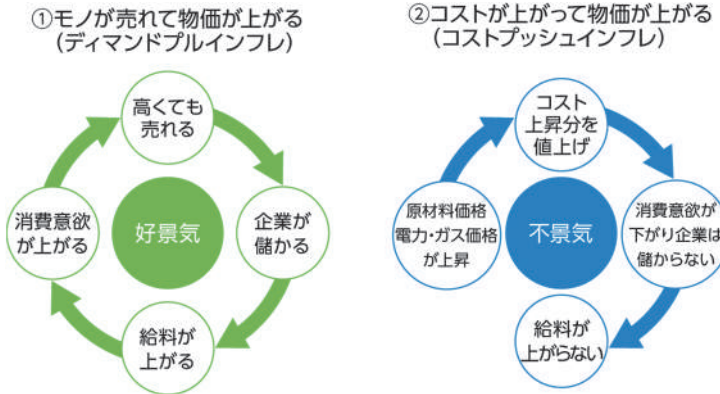 ①モノが売れて物価が上がる
(ディマンドプルインフレ)
高くても
売れる
企業が
儲かる
給料が
上がる
消費意欲
が上がる
好景気
②コストが上がって物価が上がる
(コストプッシュインフレ)
コスト
上昇分を
値上げ
消費意欲が
下がり企業は
儲からない
給料が
上がらない
原材料価格
電力・ガス価格
が上昇
不景気